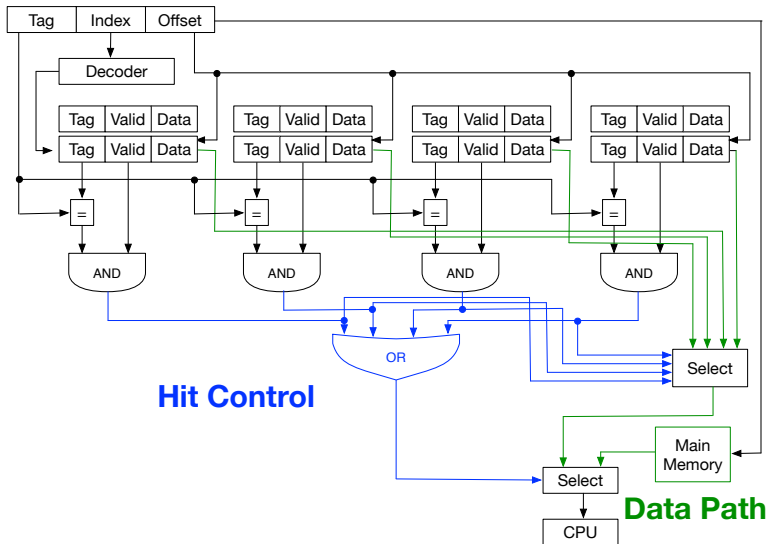 Tag Index Offset
Decoder
Tag Valid Data Tag Valid Data Tag Valid Data Tag Valid Data
Tag Valid Data Tag Valid Data Tag Valid Data Tag Valid Data
= = = =
AND AND AND AND
OR
Select
Hit Control
Main
Memory
Select
Data Path
CPU